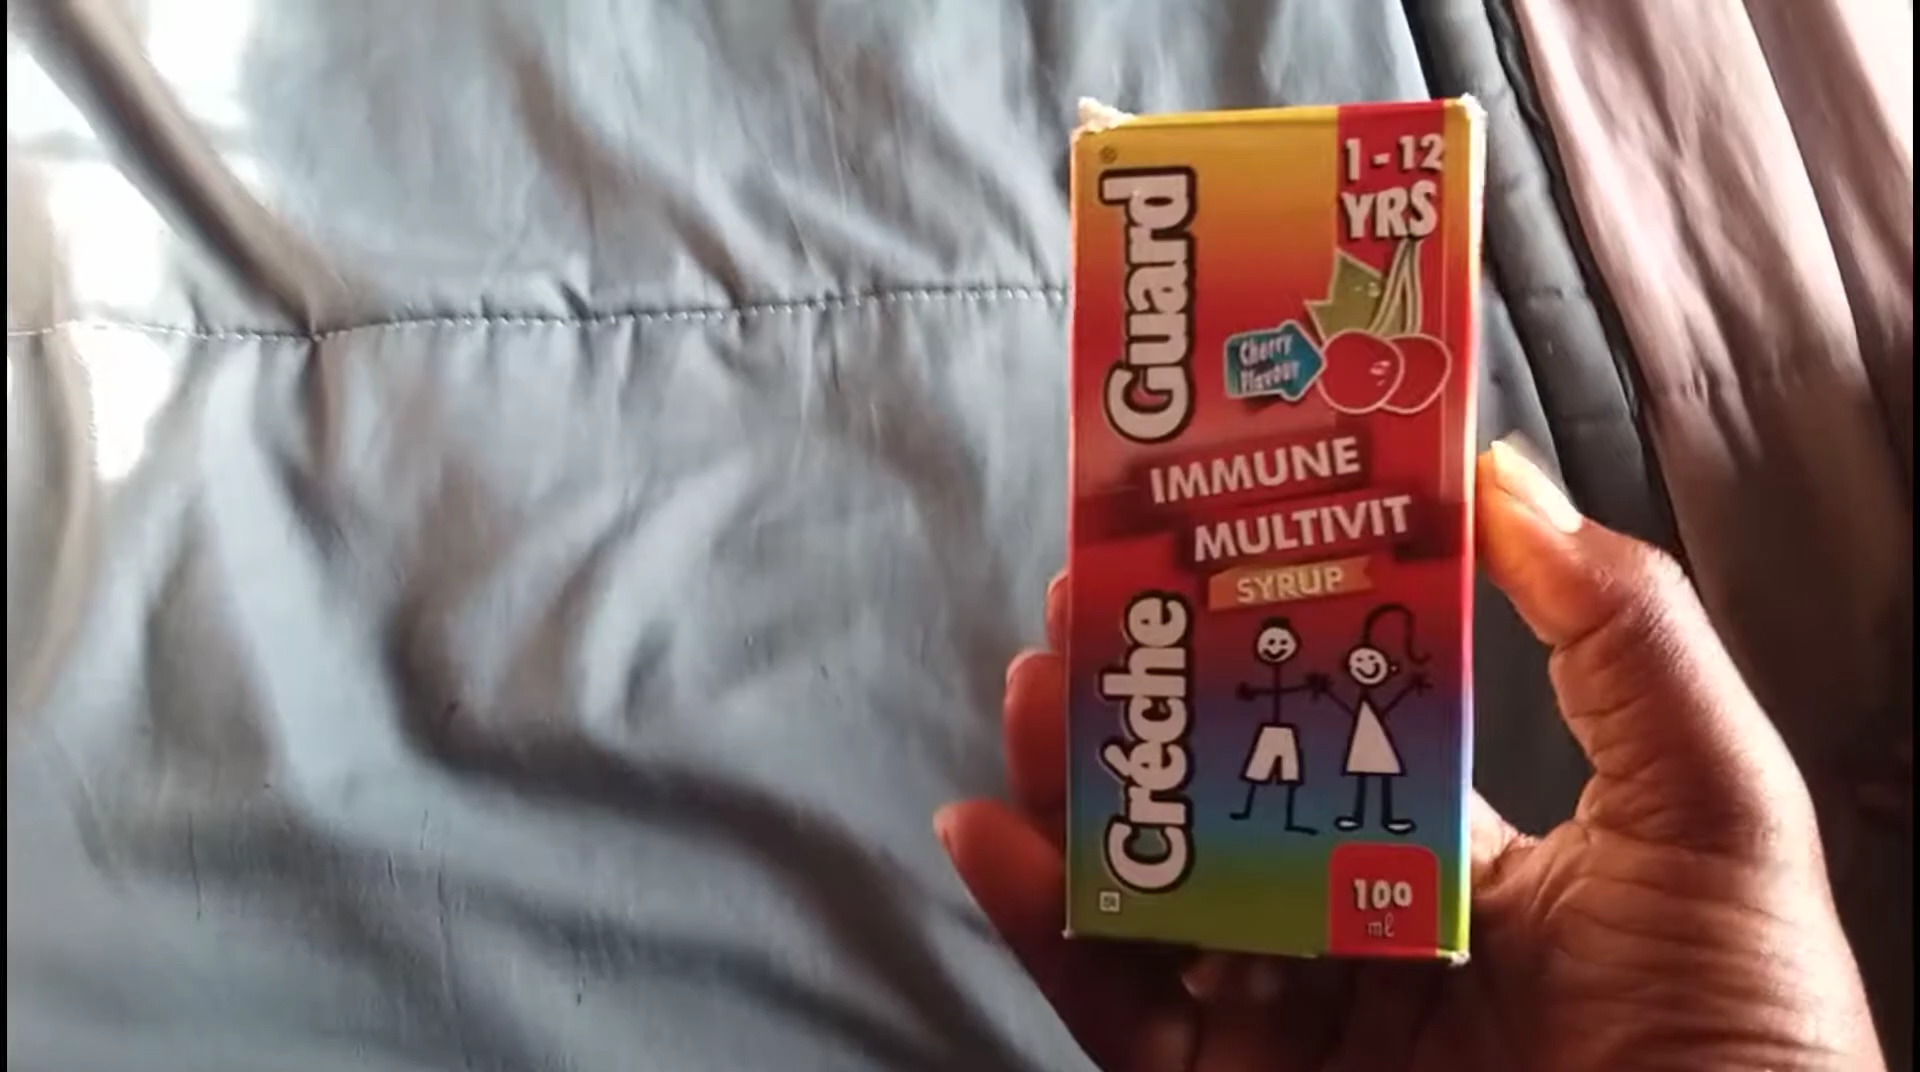 1 - 12
YRS
Cherry
Flavour
Créche Guard
IMMUNE
MULTIVIT
SYRUP
100
ml